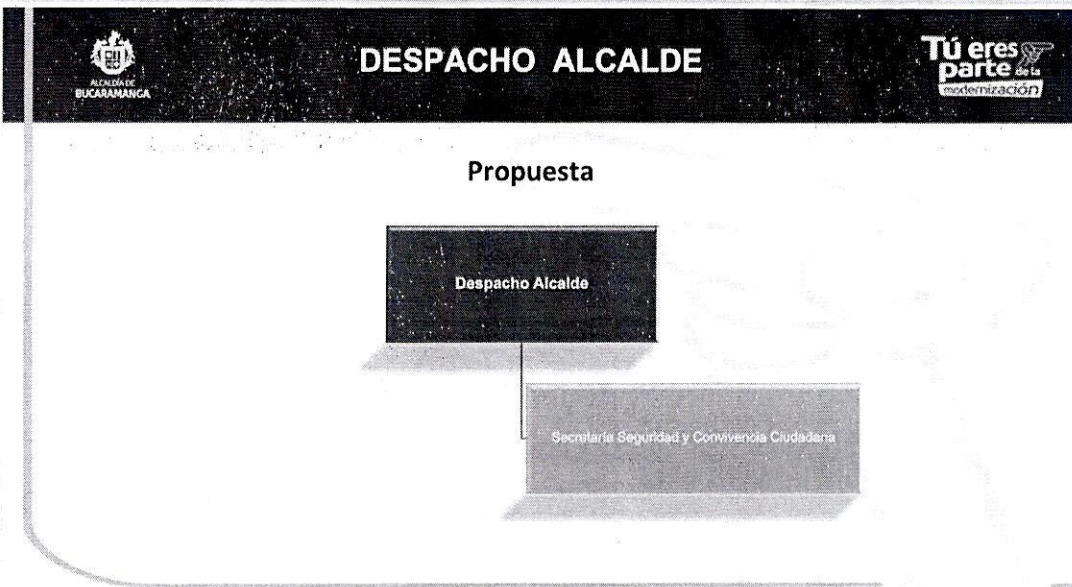 ALCALDÍA DE
BUCARAMANGA
DESPACHO ALCALDE
Tú eres
parte de la
modernización
Propuesta
Despacho Alcalde
Secretaría Seguridad y Convivencia Ciudadana